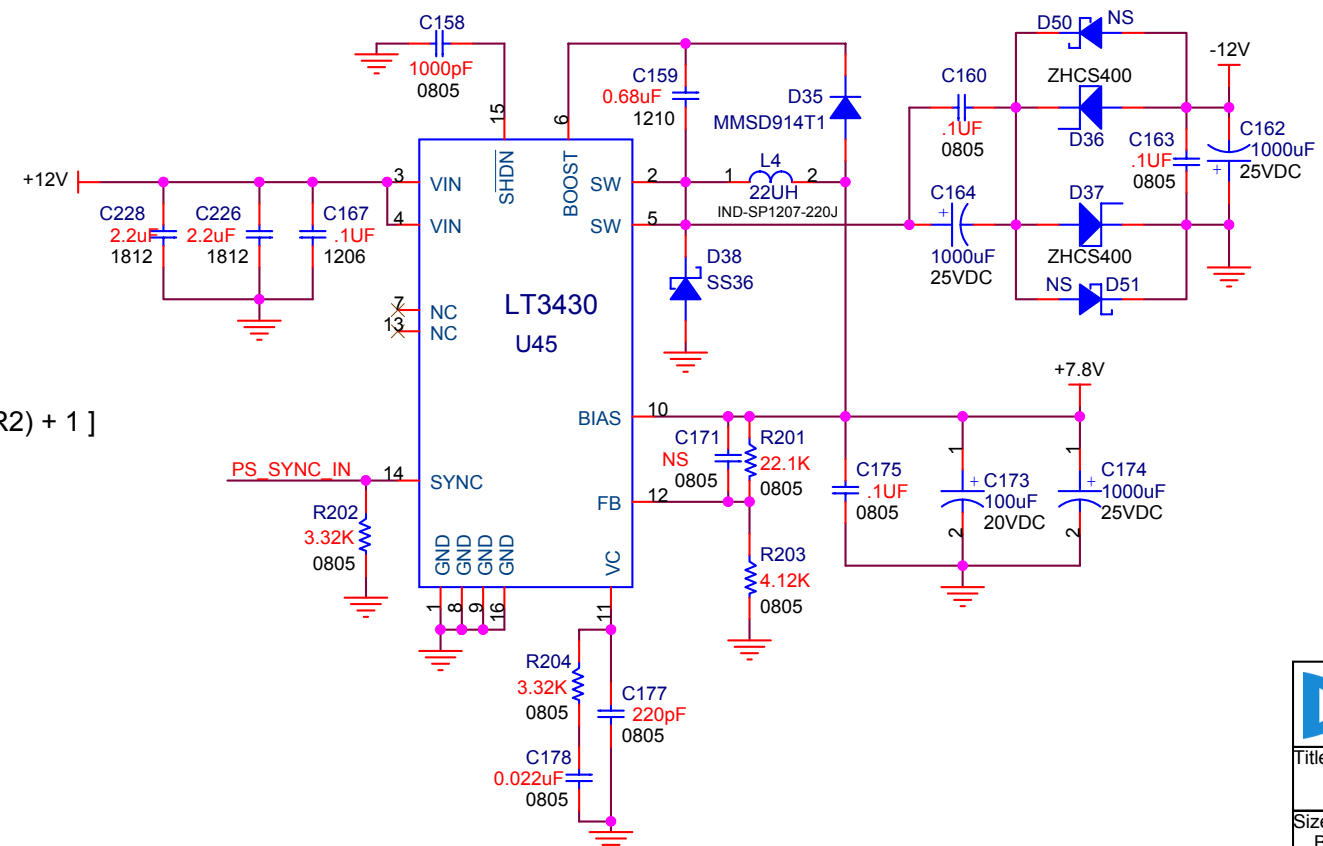 C158
1000pF
0805
15
6
C159
0.68uF
1210
D35
MMSD914T1
C160
.1UF
0805
D50
NS
ZHCS400
D36
-12V
C163
.1UF
0805
C162
1000uF
+
25VDC
+12V
C228
2.2uF
1812
C226
2.2uF
1812
C167
.1UF
1206
3
4
VIN
VIN
SHDN
BOOST
SW
SW
2
5
1
L4
2
22UH
IND-SP1207-220J
C164
+
1000uF
25VDC
D37
ZHCS400
NS
D51
D38
SS36
7
13
NC
NC
LT3430
U45
R2) + 1 ]
+7.8V
BIAS
10
C171
NS
0805
R201
22.1K
0805
FB
12
C175
.1UF
0805
1
+ C173
100uF
20VDC
2
1
+ C174
1000uF
25VDC
2
PS_SYNC_IN
14
SYNC
R202
3.32K
0805
GND
GND
GND
GND
VC
1
8
9
16
11
R203
4.12K
0805
R204
3.32K
0805
C177
220pF
0805
C178
0.022uF
0805
Title
Size
B